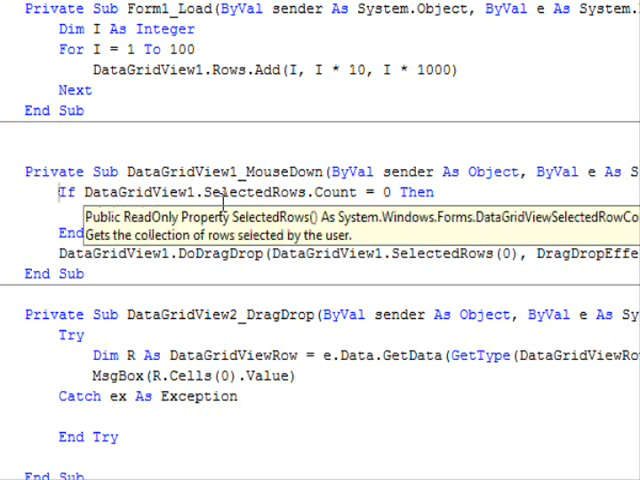 Private Sub Form1_Load(ByVal sender As System.Object, ByVal e As System.
Dim I As Integer
For I = 1 To 100
DataGridView1.Rows.Add(I, I * 10, I * 1000)
Next
End Sub
Private Sub DataGridView1_MouseDown(ByVal sender As Object, ByVal e As S
If DataGridView1.SelectedRows.Count = 0 Then
Public ReadOnly Property SelectedRows() As System.Windows.Forms.DataGridViewSelectedRowCo
End
Gets the collection of rows selected by the user.
DataGridView1.DoDragDrop(DataGridView1.SelectedRows(0), DragDropEffe
End Sub
Private Sub DataGridView2_DragDrop(ByVal sender As Object, ByVal e As Sy
Try
Dim R As DataGridViewRow = e.Data.GetData(GetType(DataGridViewRo
MsgBox(R.Cells(0).Value)
Catch ex As Exception
End Try
End Sub